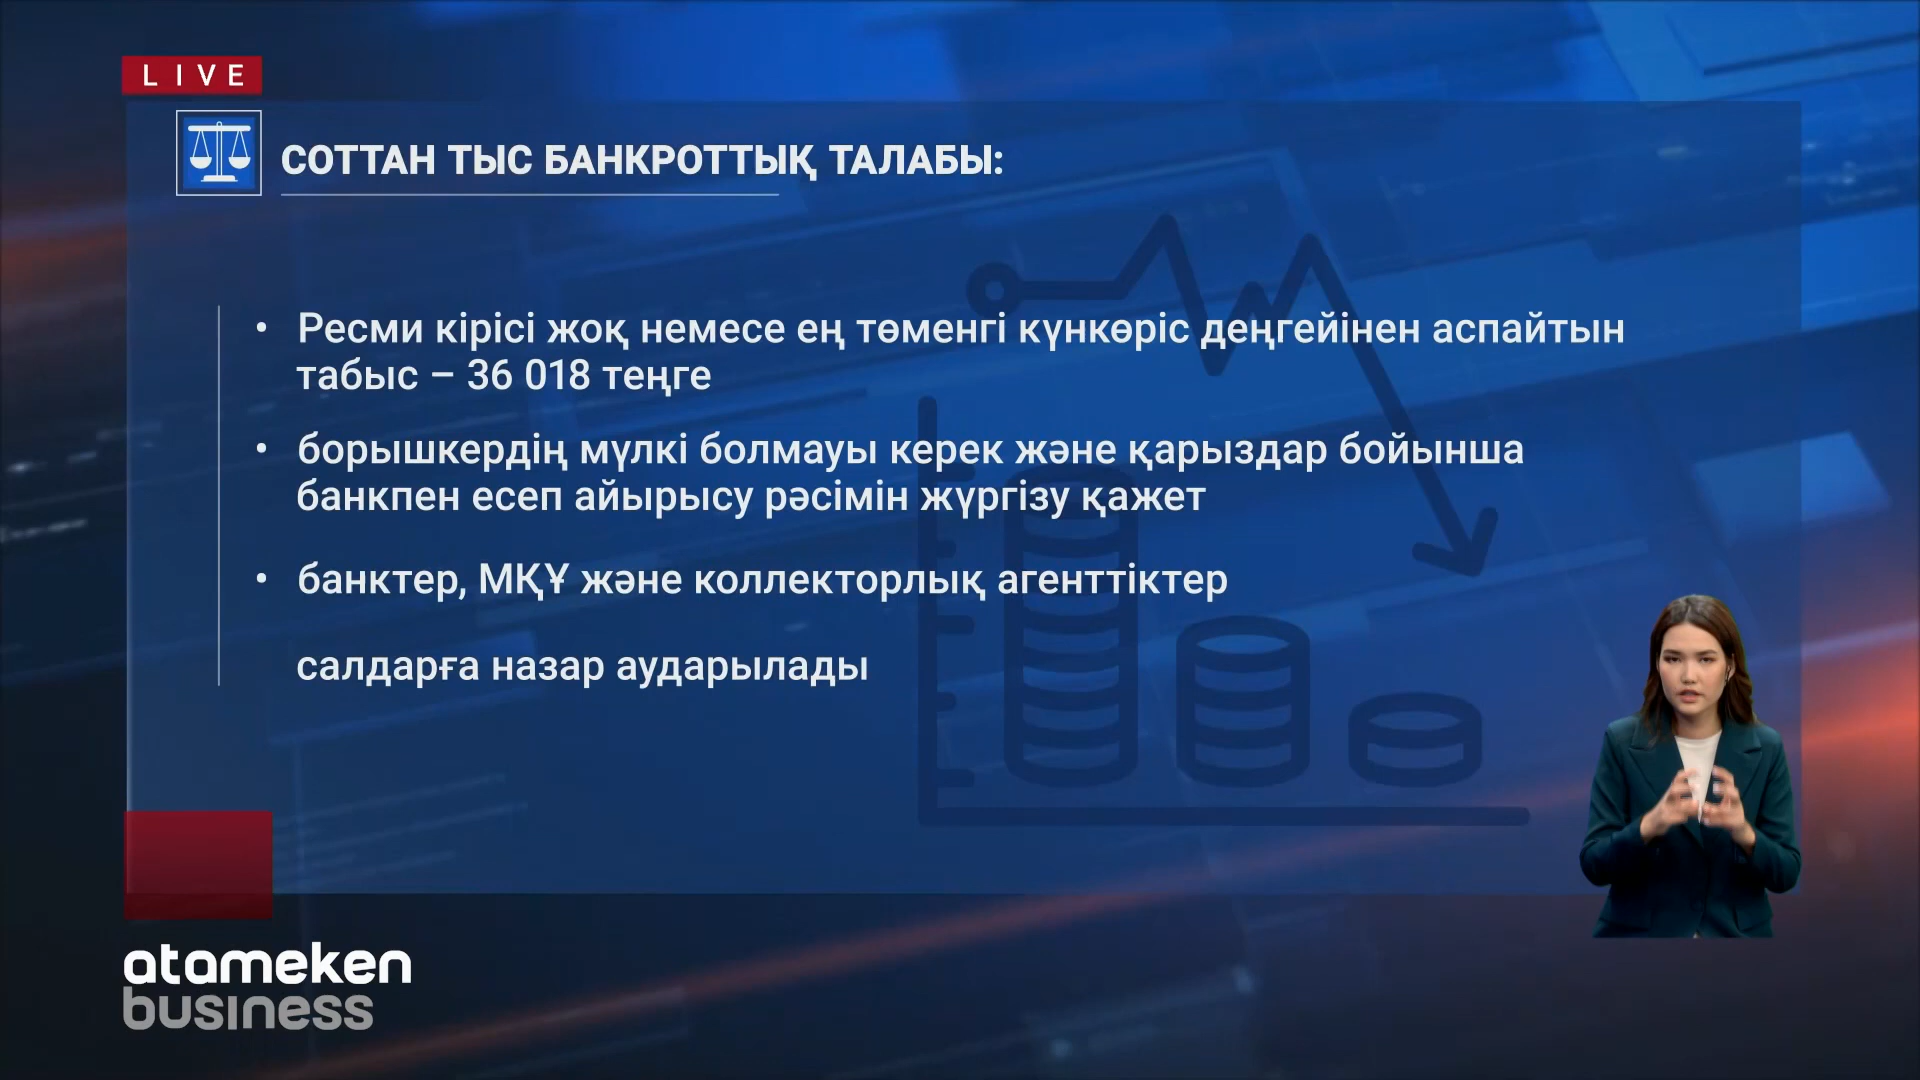 LIVE
СОТТАН ТЫС БАНКРОТТЫҚ ТАЛАБЫ:
• Ресми кірісі жоқ немесе ең төменгі күнкөріс деңгейінен аспайтын
табыс – 36 018 теңге
• борышкердің мүлкі болмауы керек және қарыздар бойынша
банкпен есеп айырысу рәсімін жүргізу қажет
• банктер, МҚҰ және коллекторлық агенттіктер
салдарға назар аударылады
atameken
business